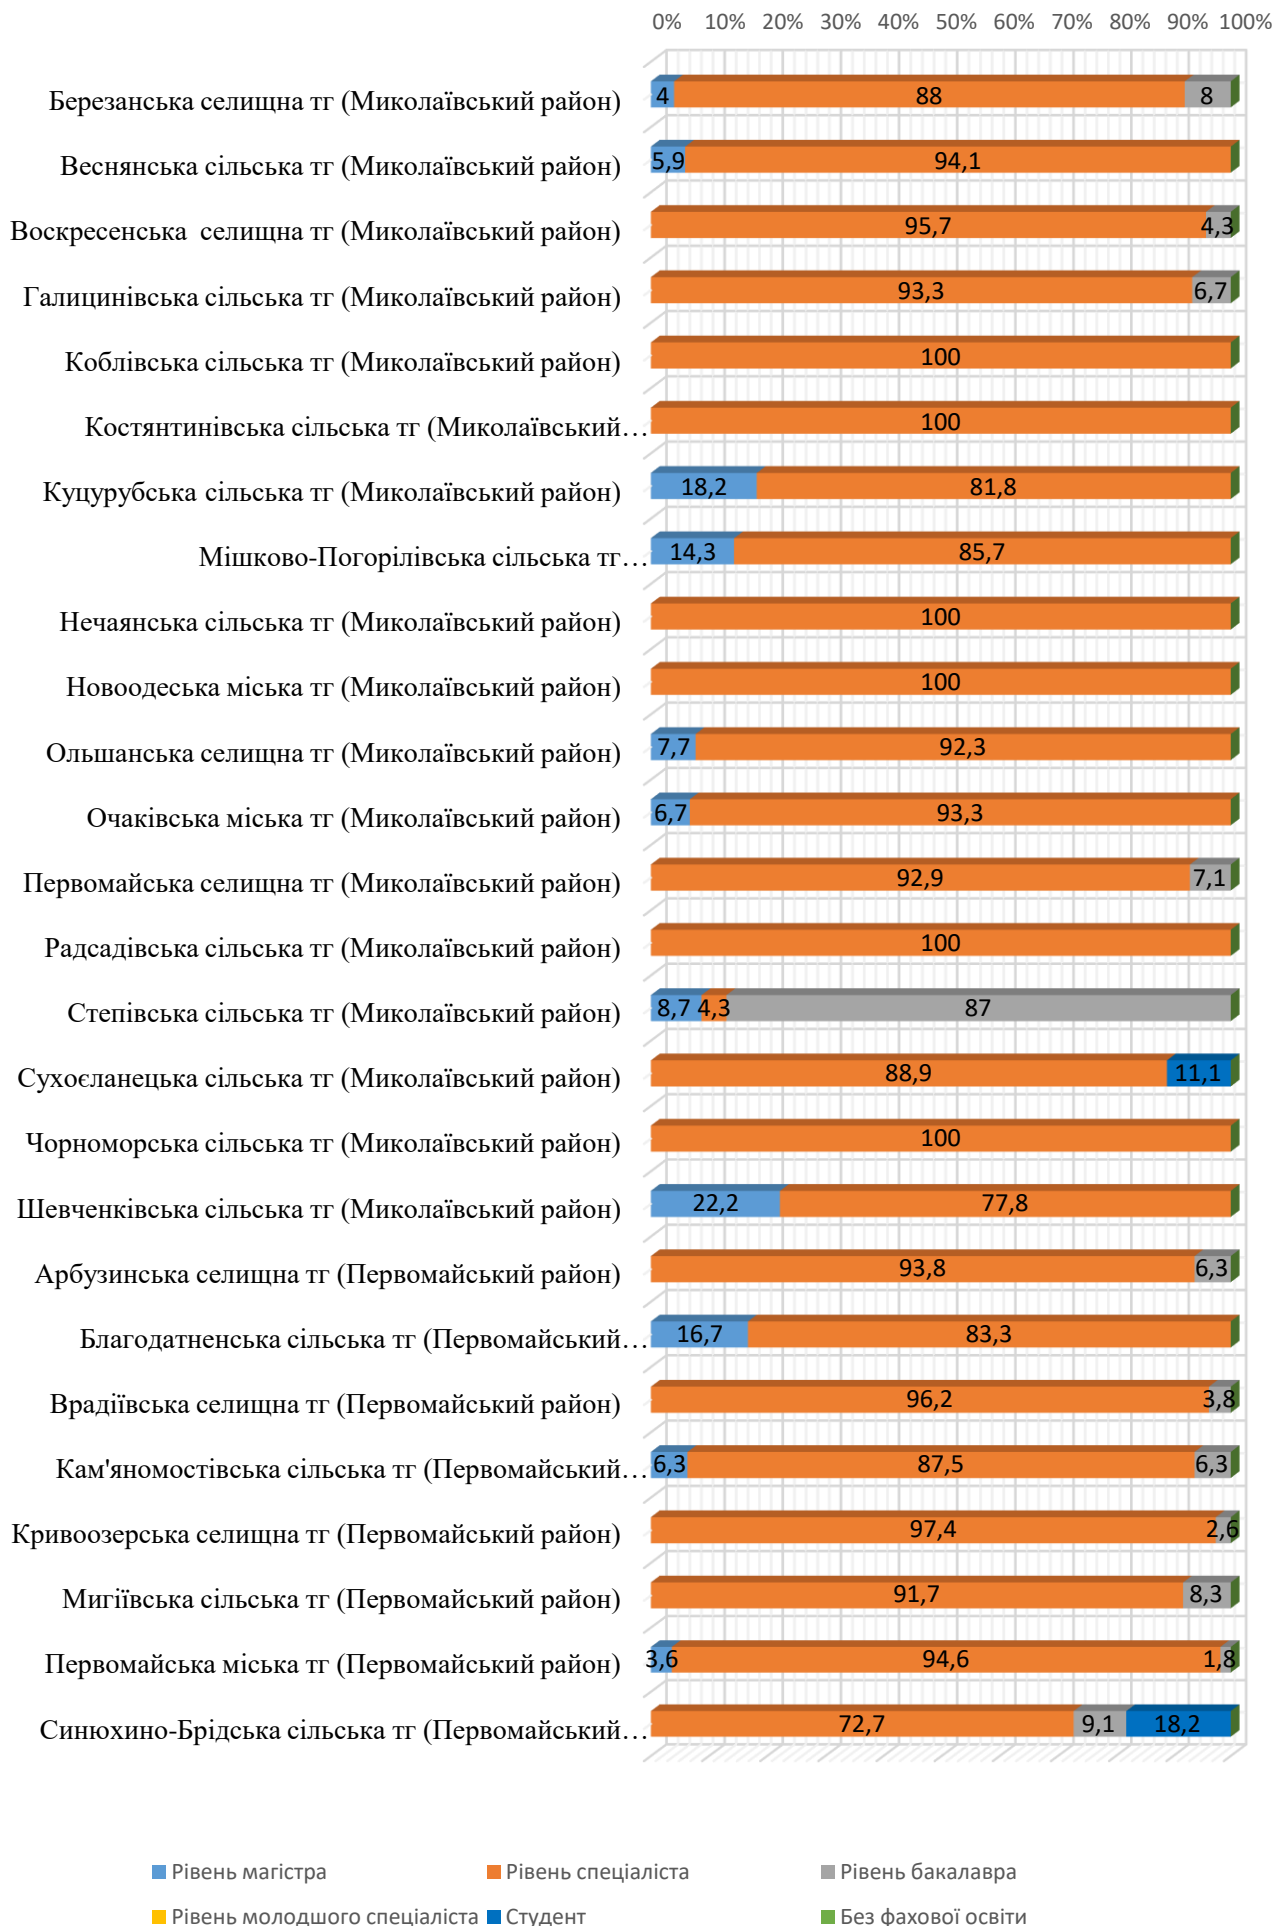 0% 10% 20% 30% 40% 50% 60% 70% 80% 90% 100%
Березанська селищна тг (Миколаївський район) 4 88 8
Веснянська сільська тг (Миколаївський район) 5,9 94,1
Воскресенська селищна тг (Миколаївський район) 95,7 4,3
Галицинівська сільська тг (Миколаївський район) 93,3 6,7
Коблівська сільська тг (Миколаївський район) 100
Костянтинівська сільська тг (Миколаївський… 100
Куцурубська сільська тг (Миколаївський район) 18,2 81,8
Мішково-Погорілівська сільська тг… 14,3 85,7
Нечаянська сільська тг (Миколаївський район) 100
Новоодеська міська тг (Миколаївський район) 100
Ольшанська селищна тг (Миколаївський район) 7,7 92,3
Очаківська міська тг (Миколаївський район) 6,7 93,3
Первомайська селищна тг (Миколаївський район) 92,9 7,1
Радсадівська сільська тг (Миколаївський район) 100
Степівська сільська тг (Миколаївський район) 8,7 4,3 87
Сухоєланецька сільська тг (Миколаївський район) 88,9 11,1
Чорноморська сільська тг (Миколаївський район) 100
Шевченківська сільська тг (Миколаївський район) 22,2 77,8
Арбузинська селищна тг (Первомайський район) 93,8 6,3
Благодатненська сільська тг (Первомайський… 16,7 83,3
Врадіївська селищна тг (Первомайський район) 96,2 3,8
Кам'яномостівська сільська тг (Первомайський… 6,3 87,5 6,3
Кривоозерська селищна тг (Первомайський район) 97,4 2,6
Мигіївська сільська тг (Первомайський район) 91,7 8,3
Первомайська міська тг (Первомайський район) 3,6 94,6 1,8
Синюхино-Брідська сільська тг (Первомайський… 72,7 9,1 18,2
Рівень магістра Рівень спеціаліста Рівень бакалавра
Рівень молодшого спеціаліста Студент Без фахової освіти